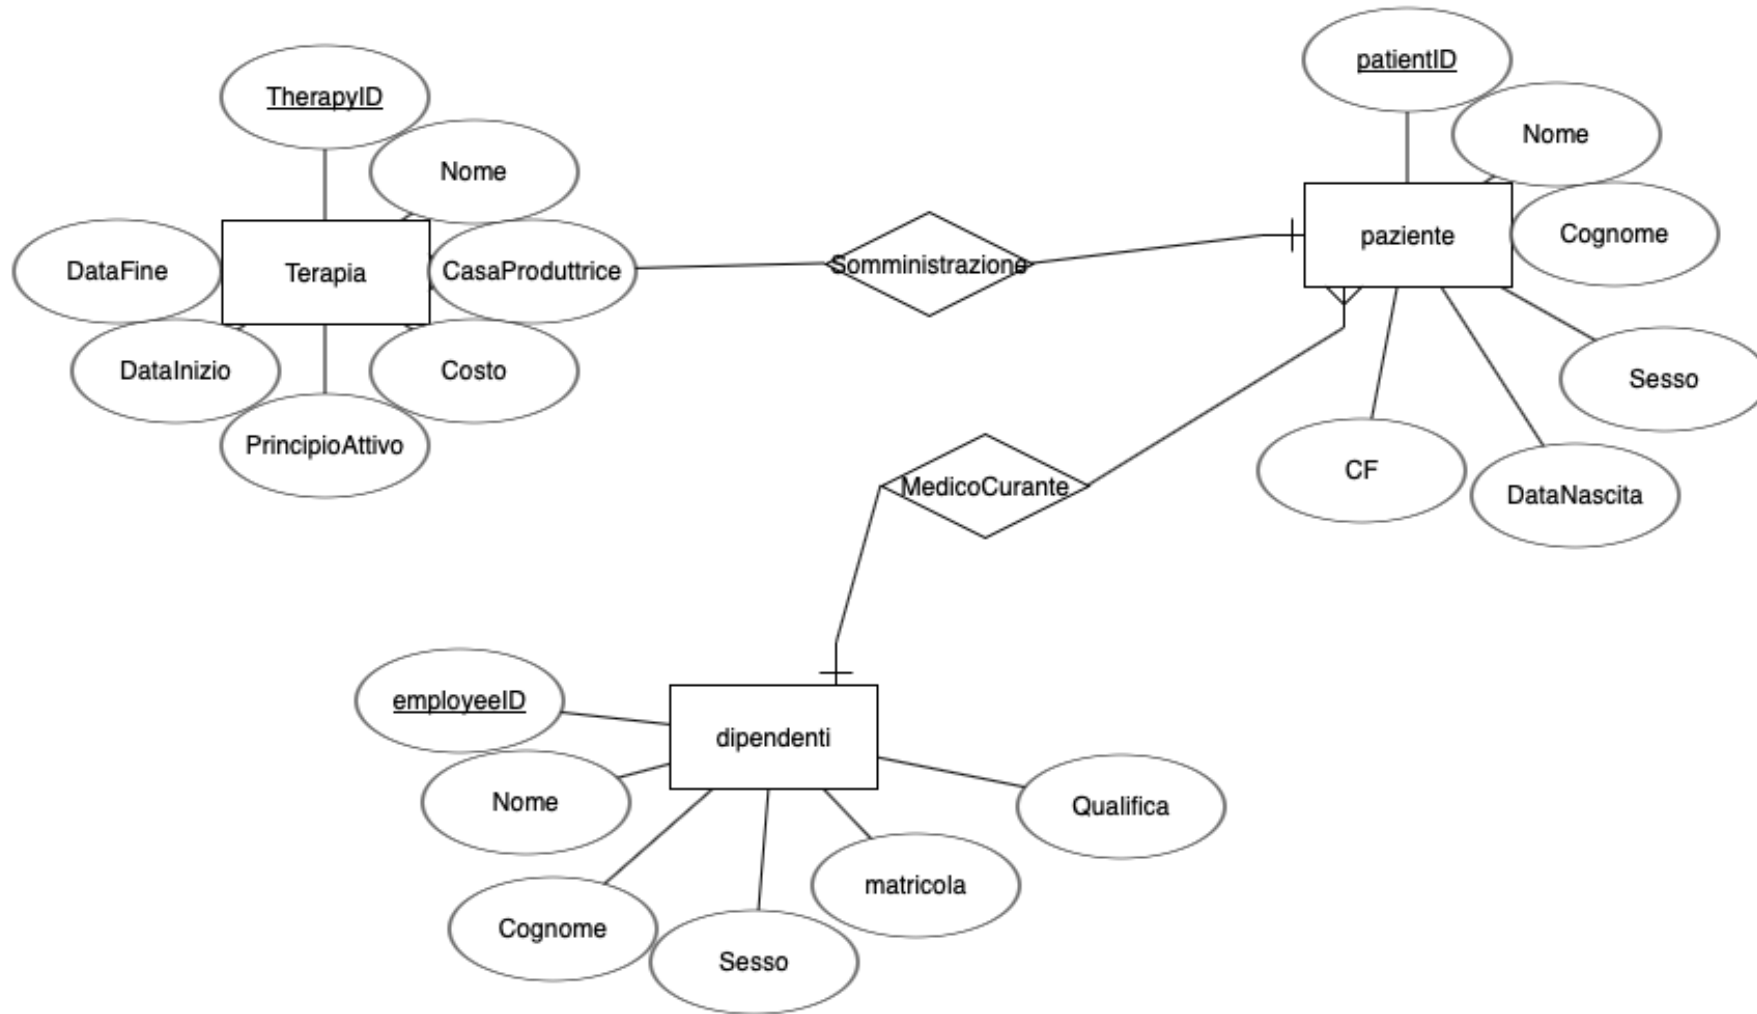 patientID
TherapyID
Nome
Nome
Cognome
paziente
Somministrazione
DataFine
Terapia
CasaProduttrice
DataInizio
Costo
Sesso
PrincipioAttivo
CF
MedicoCurante
DataNascita
employeeID
dipendenti
Nome
Qualifica
matricola
Cognome
Sesso